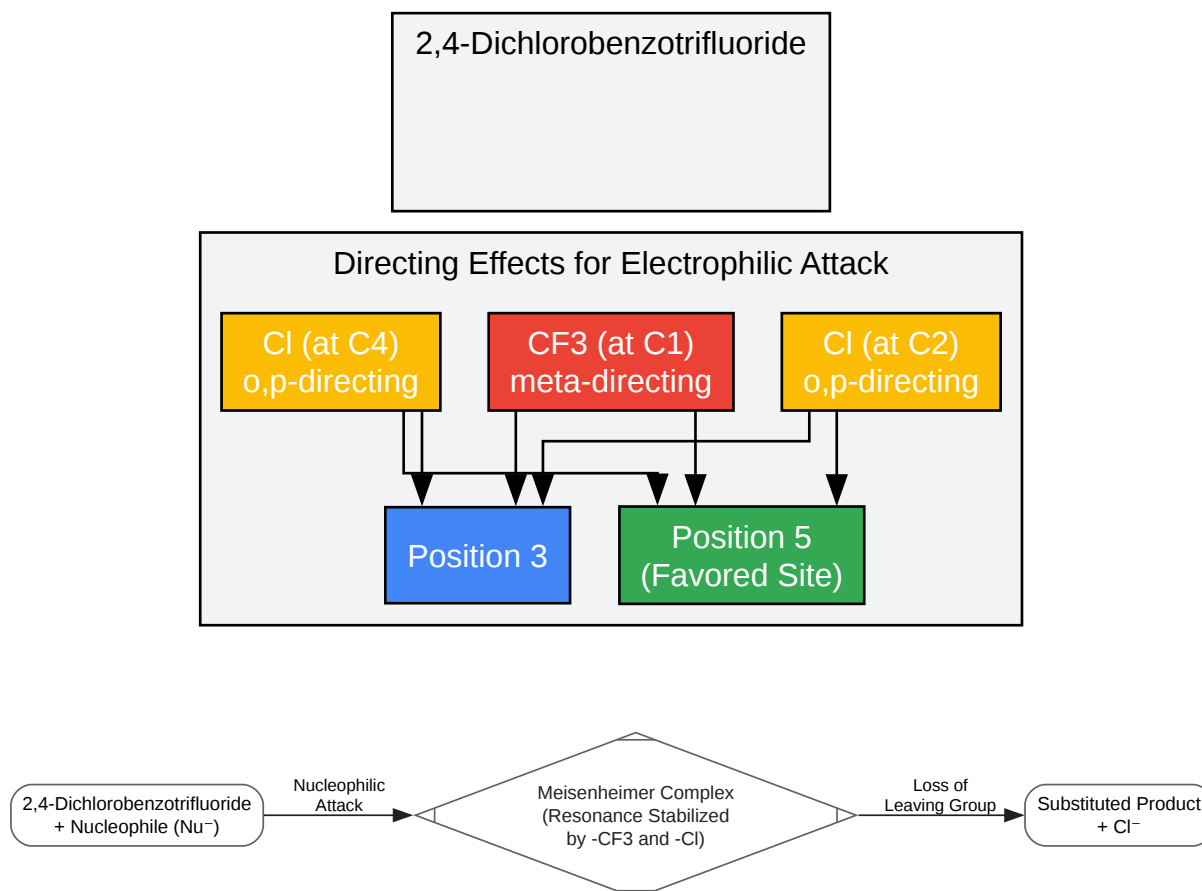 2,4-Dichlorobenzotrifluoride
Directing Effects for Electrophilic Attack
Cl (at C4)
o,p-directing
CF3 (at C1)
meta-directing
Cl (at C2)
o,p-directing
Position 3
Position 5
(Favored Site)
2,4-Dichlorobenzotrifluoride
+ Nucleophile (Nu⁻)
Nucleophilic
Attack
Meisenheimer Complex
(Resonance Stabilized
by -CF3 and -Cl)
Loss of
Leaving Group
Substituted Product
+ Cl⁻